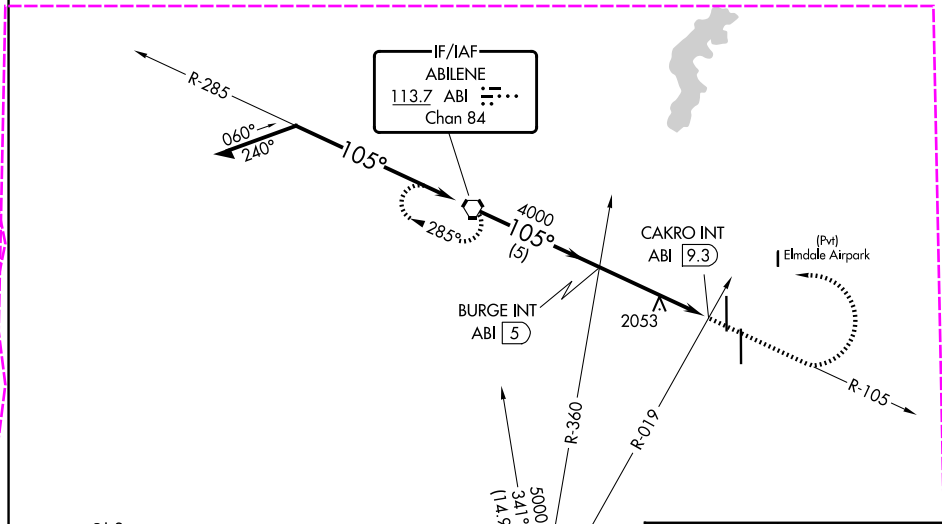 IF/IAF
ABILENE
113.7 ABI
Chan 84
R-285
060°
240°
105°
285°
4000
105°
(5)
CAKRO INT
ABI 9.3
(Pvt)
Elmdale Airpark
BURGE INT
ABI 5
2053
R-105
R-360
R-019
5000
341°